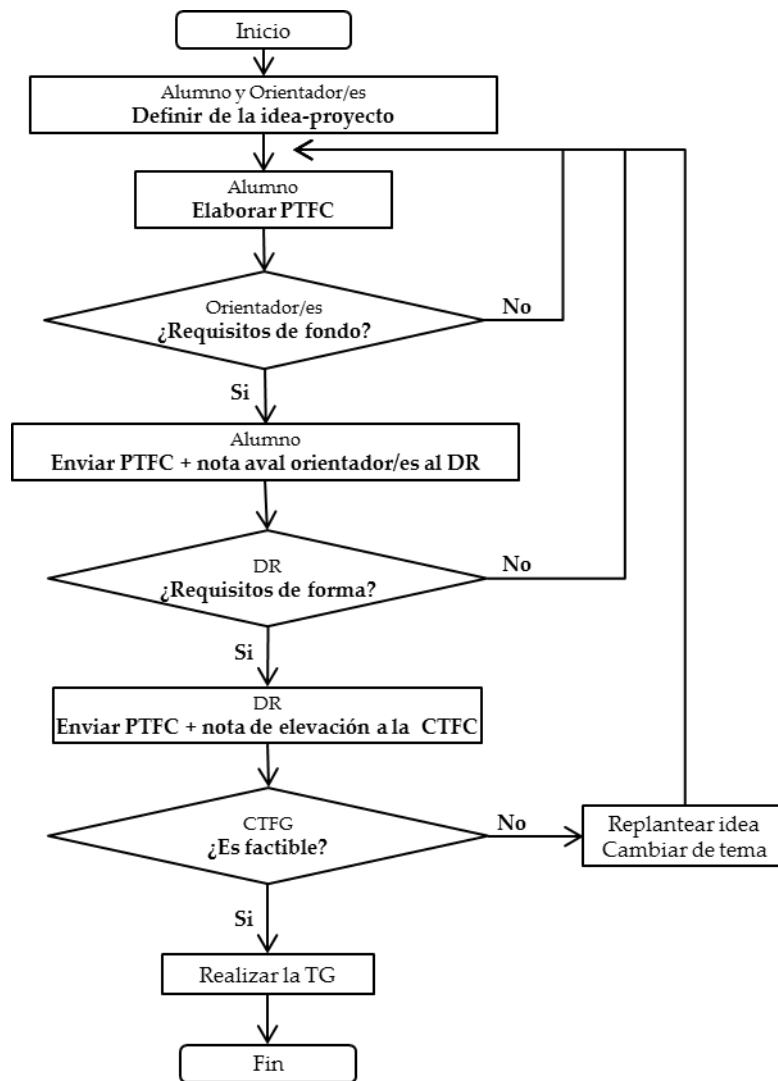 Inicio
Alumno y Orientador/es
Definir de la idea-proyecto
Alumno
Elaborar PTFC
Orientador/es
¿Requisitos de fondo?
No
Si
Alumno
Enviar PTFC + nota aval orientador/es al DR
DR
¿Requisitos de forma?
No
Si
DR
Enviar PTFC + nota de elevación a la CTFC
CTFG
¿Es factible?
No
Replantear idea
Cambiar de tema
Si
Realizar la TG
Fin